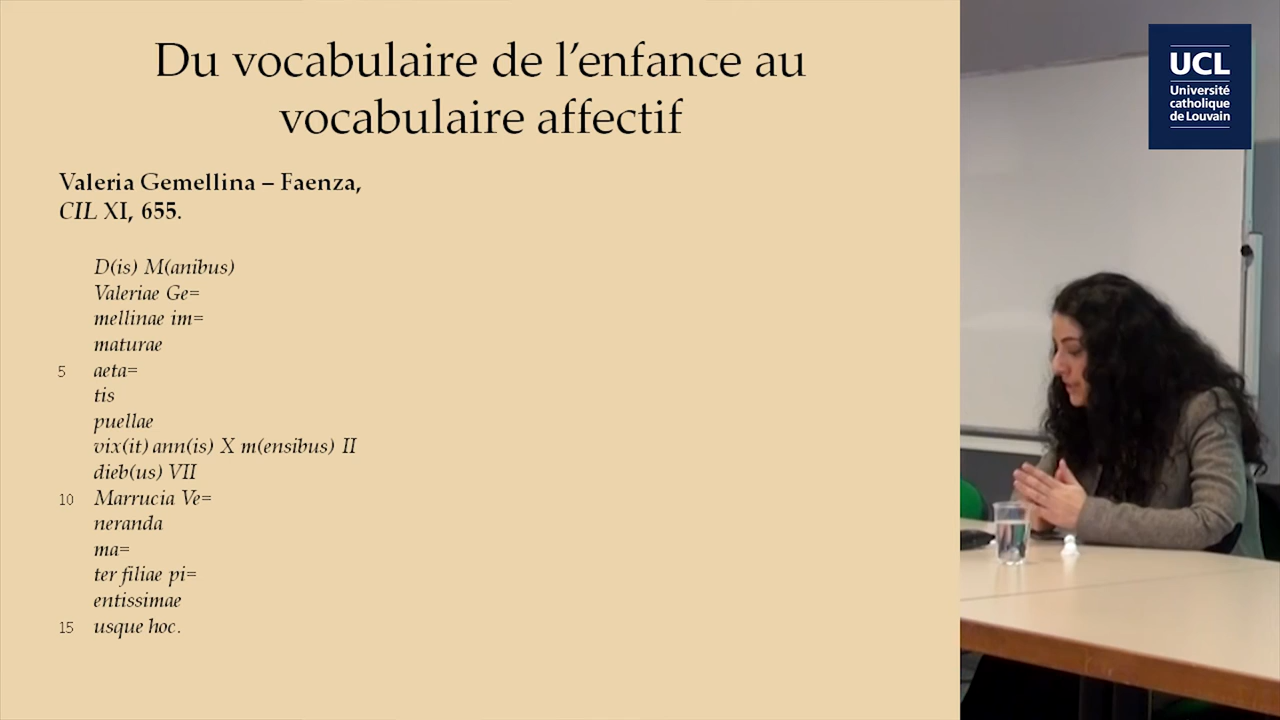 Du vocabulaire de l’enfance au
vocabulaire affectif
Valeria Gemellina – Faenza,
CIL XI, 655.
D(is) M(anibus)
Valeriae Ge=
mellinae im=
maturae
5 aeta=
tis
puellae
vix(it) ann(is) X m(ensibus) II
dieb(us) VII
10 Marrucia Ve=
neranda
ma=
ter filiae pi=
entissimae
15 usque hoc.
UCL
Université
catholique
de Louvain